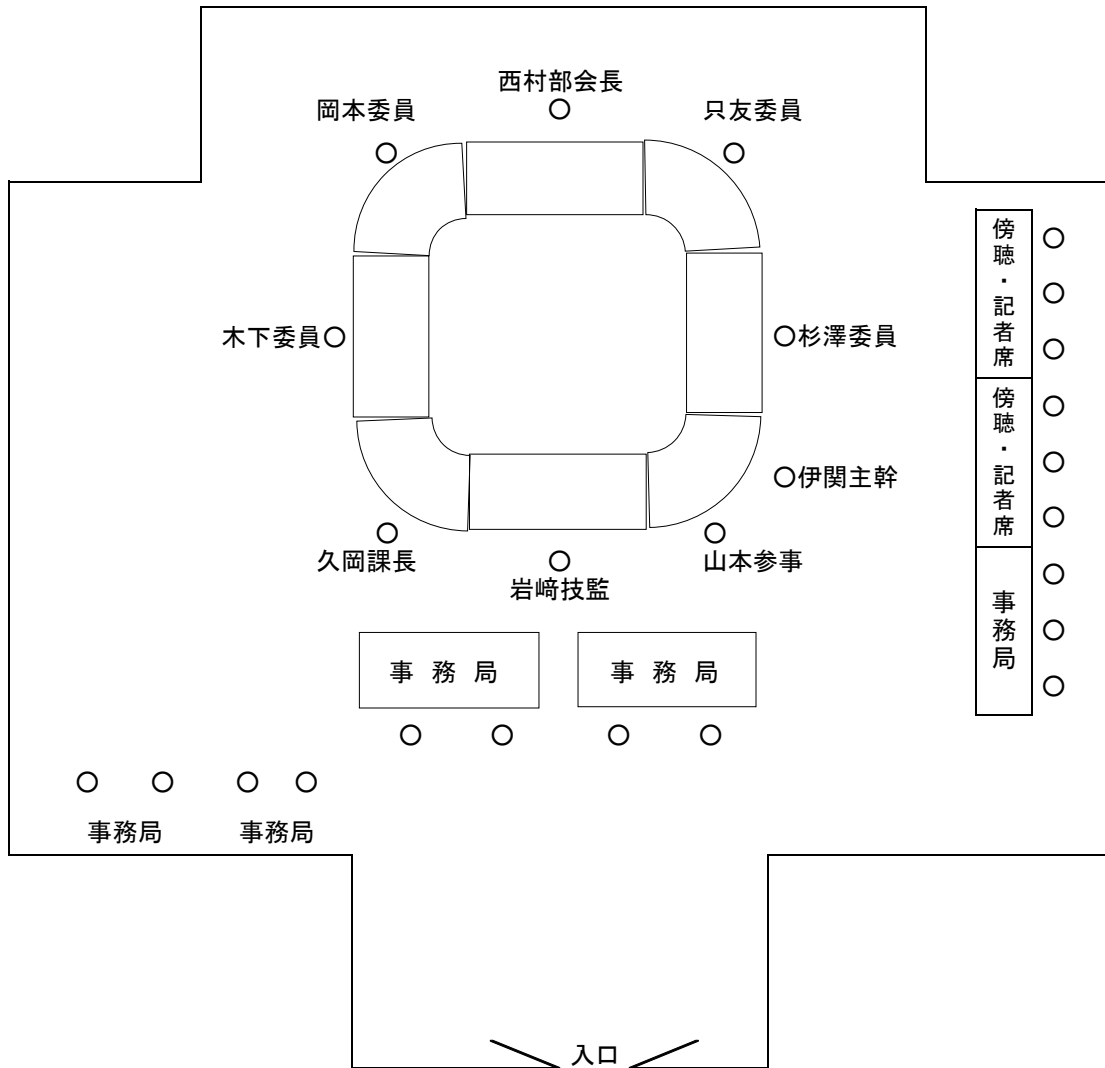 西村部会長
岡本委員
只友委員
傍聴・記者席
木下委員
杉澤委員
傍聴・記者席
伊関主幹
久岡課長
山本参事
岩﨑技監
事務局
事務局
事務局
事務局
事務局
入口